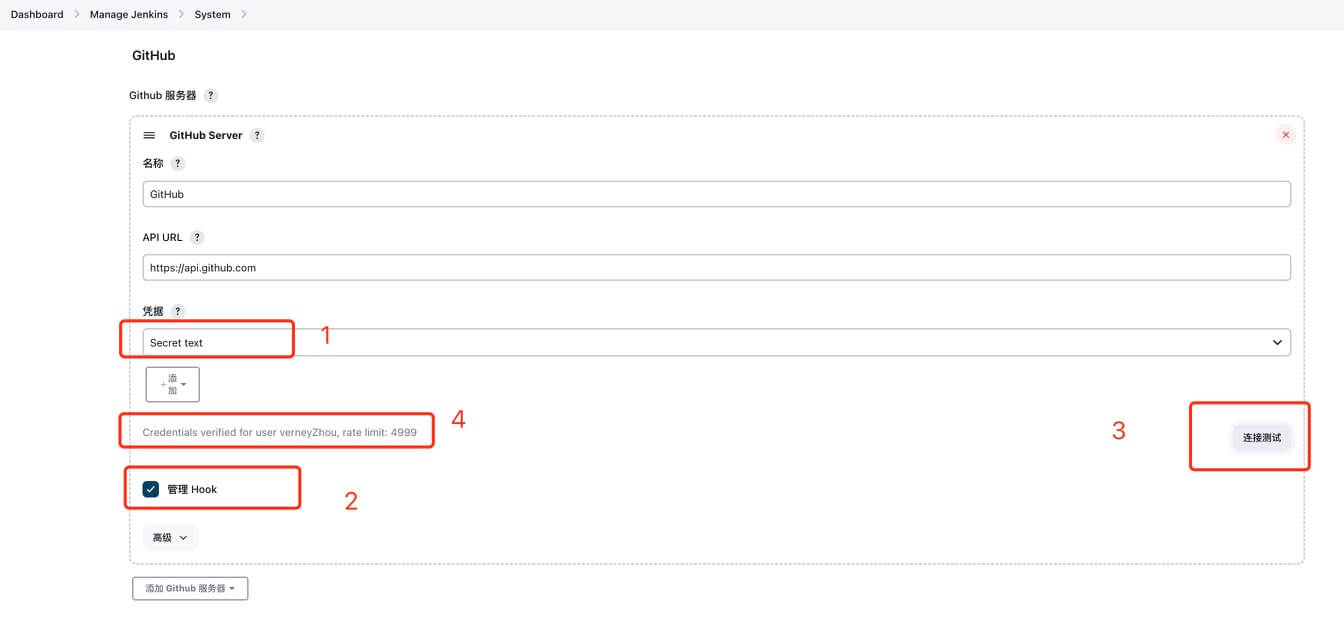 Dashboard > Manage Jenkins > System >
GitHub
Github 服务器 ?
GitHub Server ?
名称 ?
GitHub
API URL ?
https://api.github.com
凭据 ?
Secret text
1
+ 添
加
4
Credentials verified for user verneyZhou, rate limit: 4999
3
连接测试
管理 Hook
2
高级
添加 Github 服务器